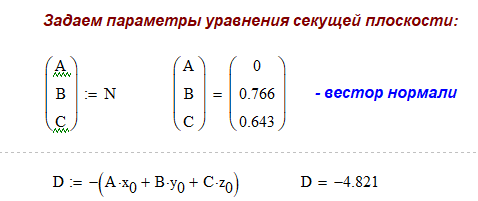 Задаем параметры уравнения секущей плоскости:
(A B C) := N (A B C) = (0 0.766 0.643) - вектор нормали
D := −(A·x₀ + B·y₀ + C·z₀) D = −4.821